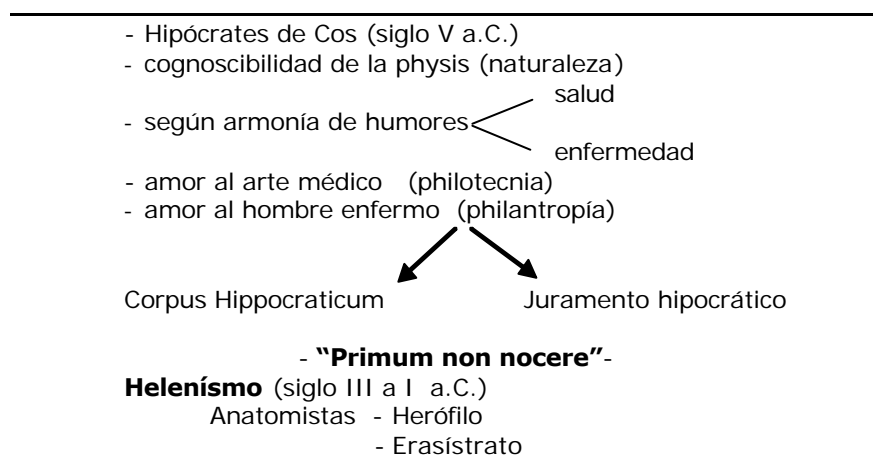 - Hipócrates de Cos (siglo V a.C.)
- cognoscibilidad de la physis (naturaleza)
salud
- según armonía de humores
enfermedad
- amor al arte médico (philotecnia)
- amor al hombre enfermo (philantropía)
Corpus Hippocraticum Juramento hipocrático
- “Primum non nocere”-
Helenísmo (siglo III a I a.C.)
Anatomistas - Herófilo
- Erasístrato